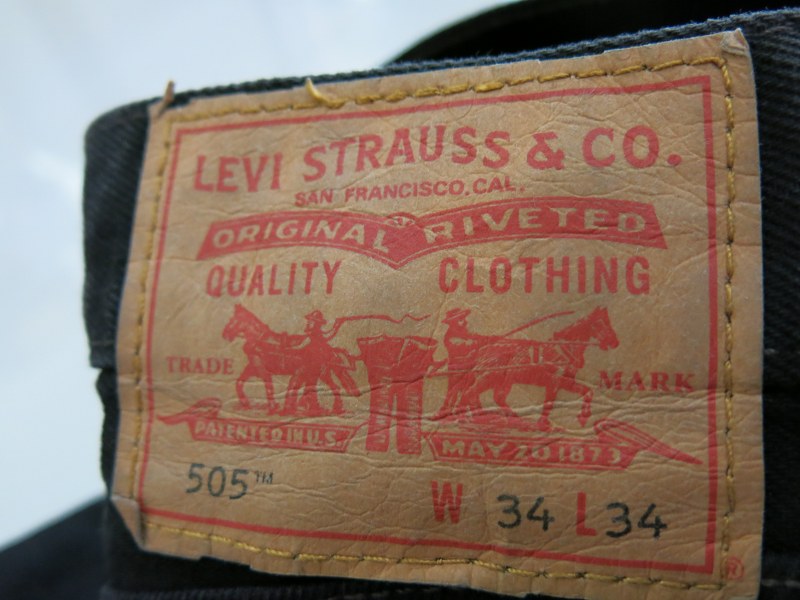 LEVI STRAUSS & CO.
SAN FRANCISCO, CAL.
ORIGINAL RIVETED
QUALITY CLOTHING
TRADE MARK
PATENTED IN U.S. MAY 20 1873
505™ W 34 L 34
®